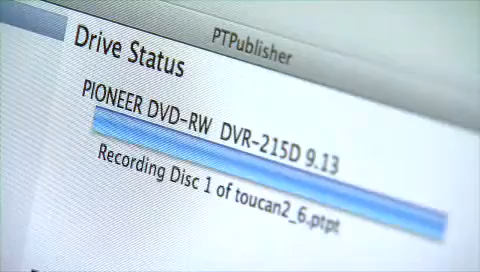 PTPublisher
Drive Status
PIONEER DVD-RW DVR-215D 9.13
Recording Disc 1 of toucan2_6.ptpt